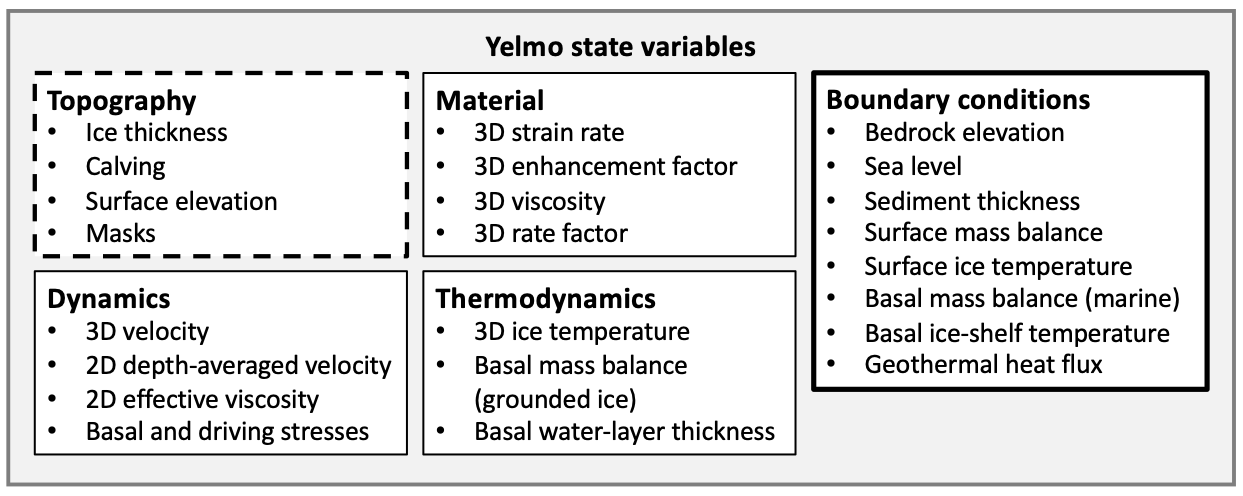 Yelmo state variables
Topography
• Ice thickness
• Calving
• Surface elevation
• Masks
Material
• 3D strain rate
• 3D enhancement factor
• 3D viscosity
• 3D rate factor
Boundary conditions
• Bedrock elevation
• Sea level
• Sediment thickness
• Surface mass balance
• Surface ice temperature
• Basal mass balance (marine)
• Basal ice-shelf temperature
• Geothermal heat flux
Dynamics
• 3D velocity
• 2D depth-averaged velocity
• 2D effective viscosity
• Basal and driving stresses
Thermodynamics
• 3D ice temperature
• Basal mass balance
(grounded ice)
• Basal water-layer thickness